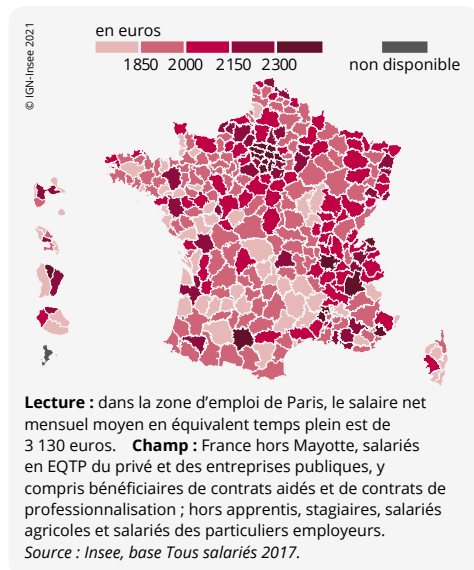 © IGN-Insee 2021
en euros
1 850 2 000 2 150 2 300
non disponible
Lecture : dans la zone d’emploi de Paris, le salaire net
mensuel moyen en équivalent temps plein est de
3 130 euros. Champ : France hors Mayotte, salariés
en EQTP du privé et des entreprises publiques, y
compris bénéficiaires de contrats aidés et de contrats de
professionnalisation ; hors apprentis, stagiaires, salariés
agricoles et salariés des particuliers employeurs.
Source : Insee, base Tous salariés 2017.